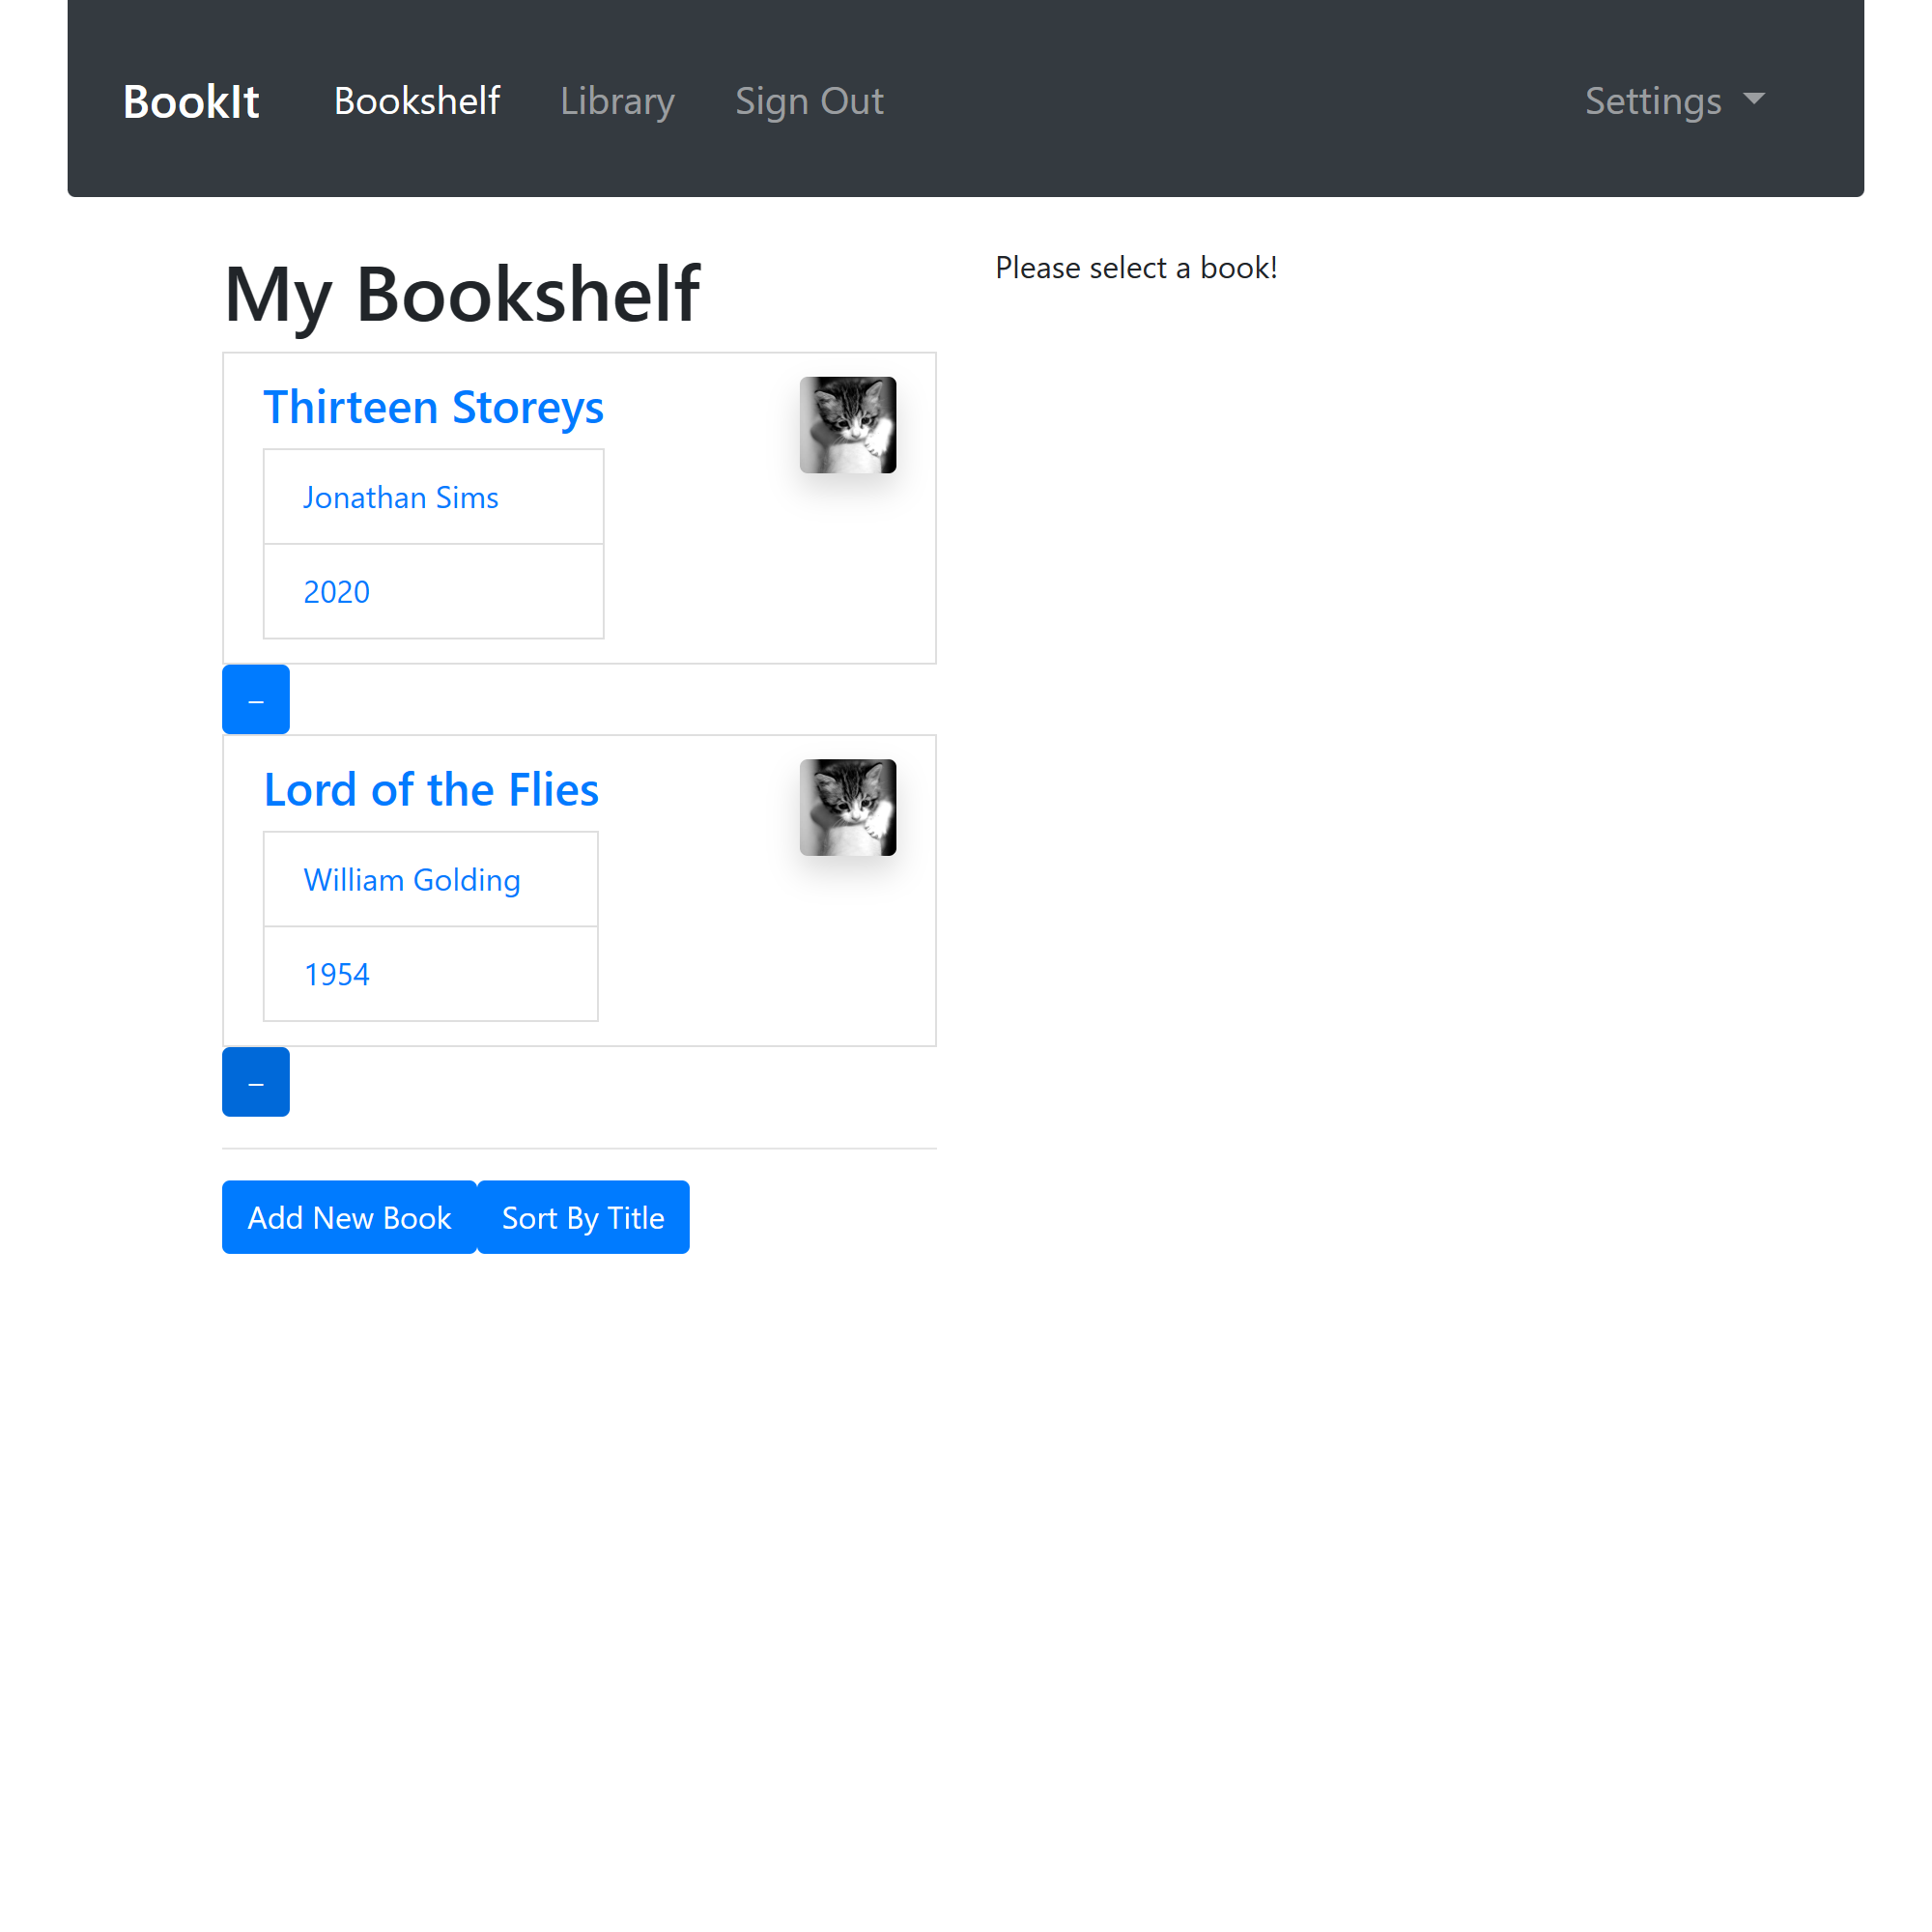 BookIt Bookshelf Library Sign Out Settings
My Bookshelf
Thirteen Storeys
Jonathan Sims
2020
–
Lord of the Flies
William Golding
1954
–
Add New Book Sort By Title
Please select a book!